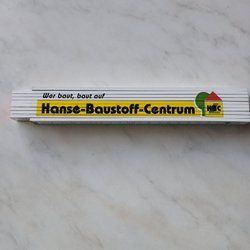 Wer baut, baut auf
Hanse-Baustoff-Centrum
HBC